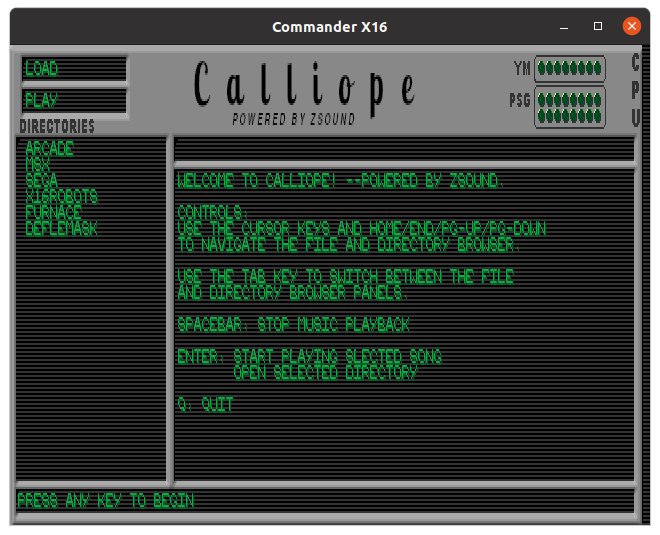 Commander X16
LOAD
PLAY
Calliope
POWERED BY ZSOUND
YM
PSG
CPU
DIRECTORIES
ARCADE
MSX
SEGA
X16ROBOTS
FURNACE
DEFLEMASK
WELCOME TO CALLIOPE! --POWERED BY ZSOUND.
CONTROLS:
USE THE CURSOR KEYS AND HOME/END/PG-UP/PG-DOWN
TO NAVIGATE THE FILE AND DIRECTORY BROWSER.
USE THE TAB KEY TO SWITCH BETWEEN THE FILE
AND DIRECTORY BROWSER PANELS.
SPACEBAR: STOP MUSIC PLAYBACK
ENTER: START PLAYING SLECTED SONG
OPEN SELECTED DIRECTORY
Q: QUIT
PRESS ANY KEY TO BEGIN